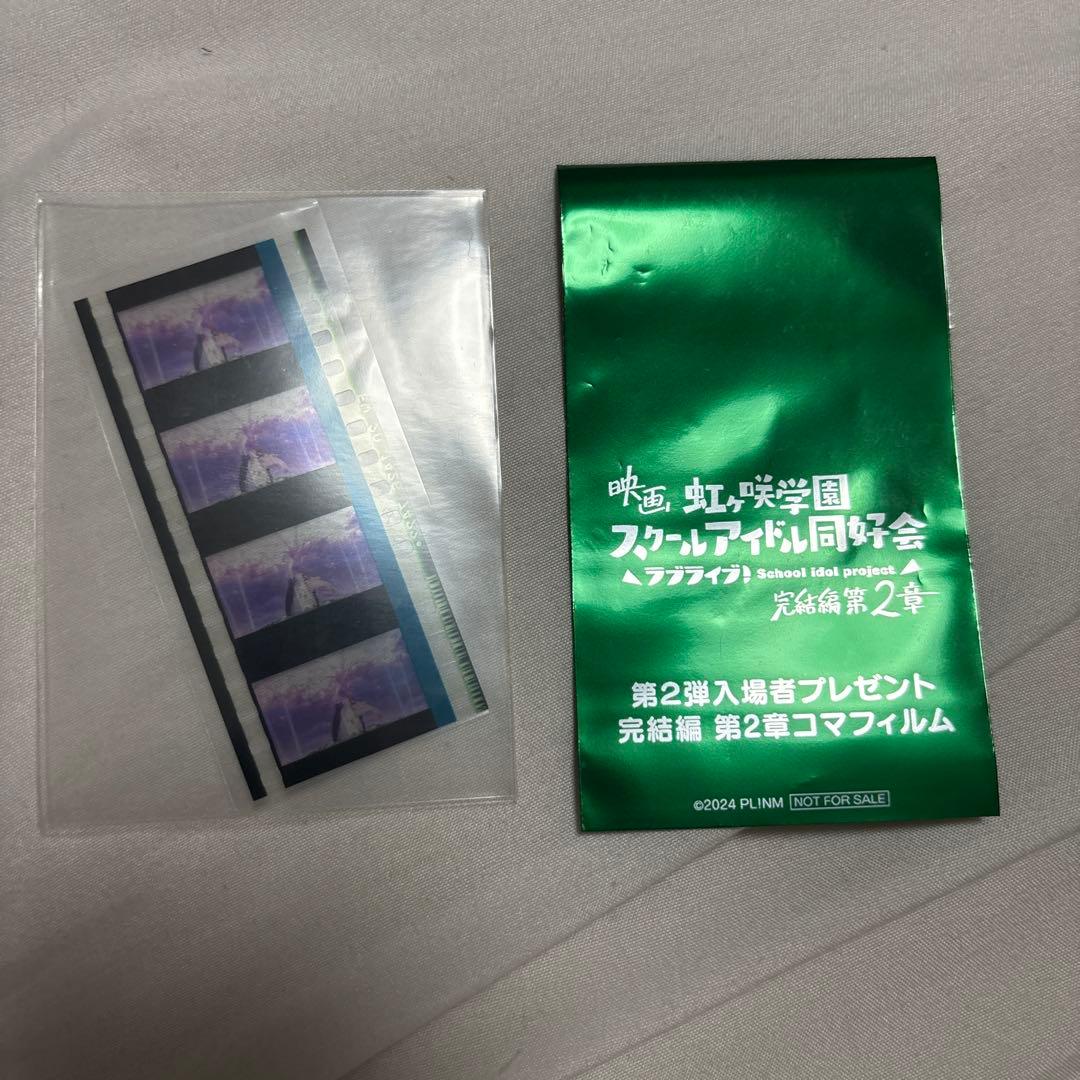 映画 虹ヶ咲学園
スクールアイドル同好会
ラブライブ! School idol project
完結編 第2章
第2弾入場者プレゼント
完結編 第2章コマフィルム
©2024 PL!NM NOT FOR SALE